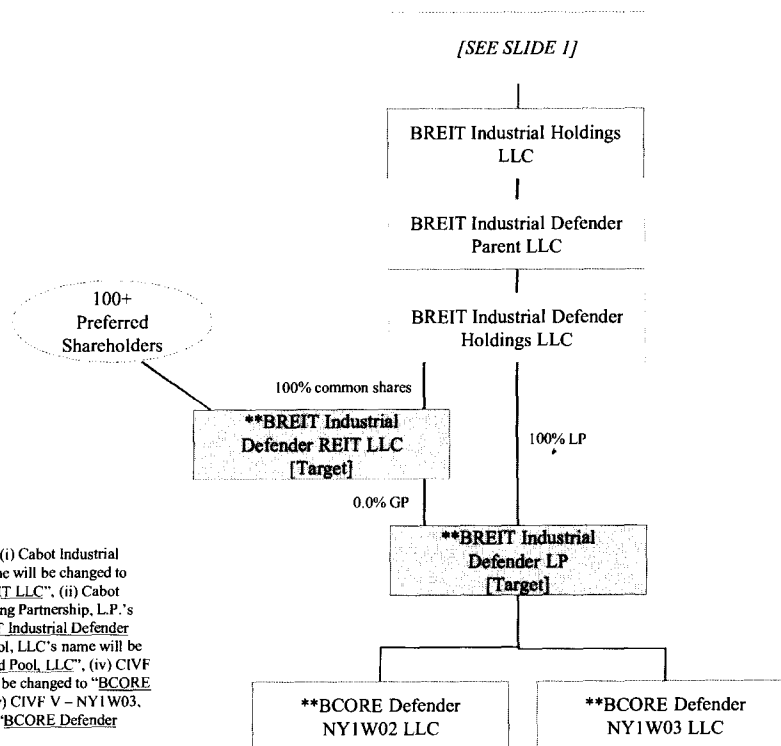 [SEE SLIDE 1]
BREIT Industrial Holdings
LLC
BREIT Industrial Defender
Parent LLC
100+
Preferred
Shareholders
BREIT Industrial Defender
Holdings LLC
100% common shares
**BREIT Industrial
Defender REIT LLC
[Target]
100% LP
0.0% GP
**BREIT Industrial
Defender LP
[Target]
(i) Cabot Industrial
e will be changed to
IT LLC", (ii) Cabot
ng Partnership, L.P.'s
Industrial Defender
ol, LLC's name will be
d Pool, LLC", (iv) CIVF
be changed to "BCORE
) CIVF V – NY1W03,
"BCORE Defender
**BCORE Defender
NY1W02 LLC
**BCORE Defender
NY1W03 LLC